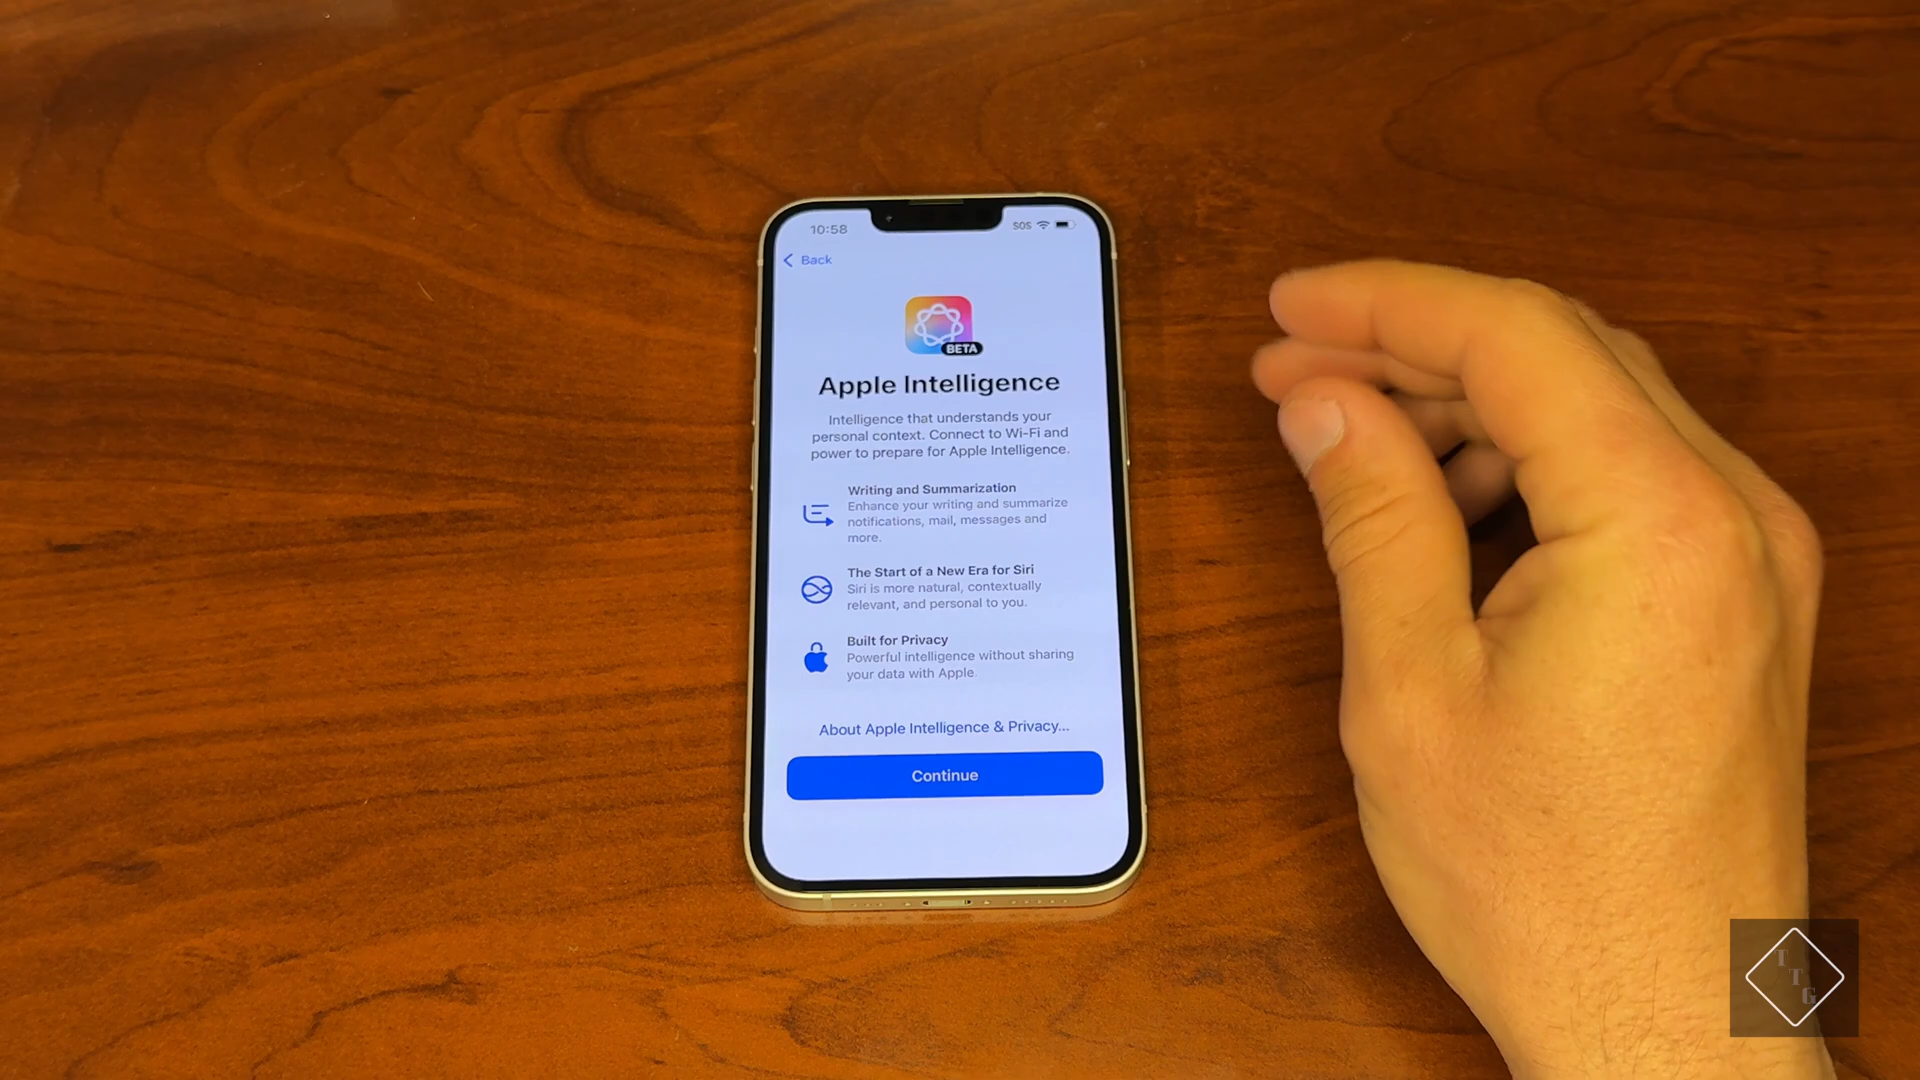 10:58
SOS
Back
BETA
Apple Intelligence
Intelligence that understands your
personal context. Connect to Wi-Fi and
power to prepare for Apple Intelligence.
Writing and Summarization
Enhance your writing and summarize
notifications, mail, messages and
more.
The Start of a New Era for Siri
Siri is more natural, contextually
relevant, and personal to you.
Built for Privacy
Powerful intelligence without sharing
your data with Apple.
About Apple Intelligence & Privacy...
Continue
T
T
G